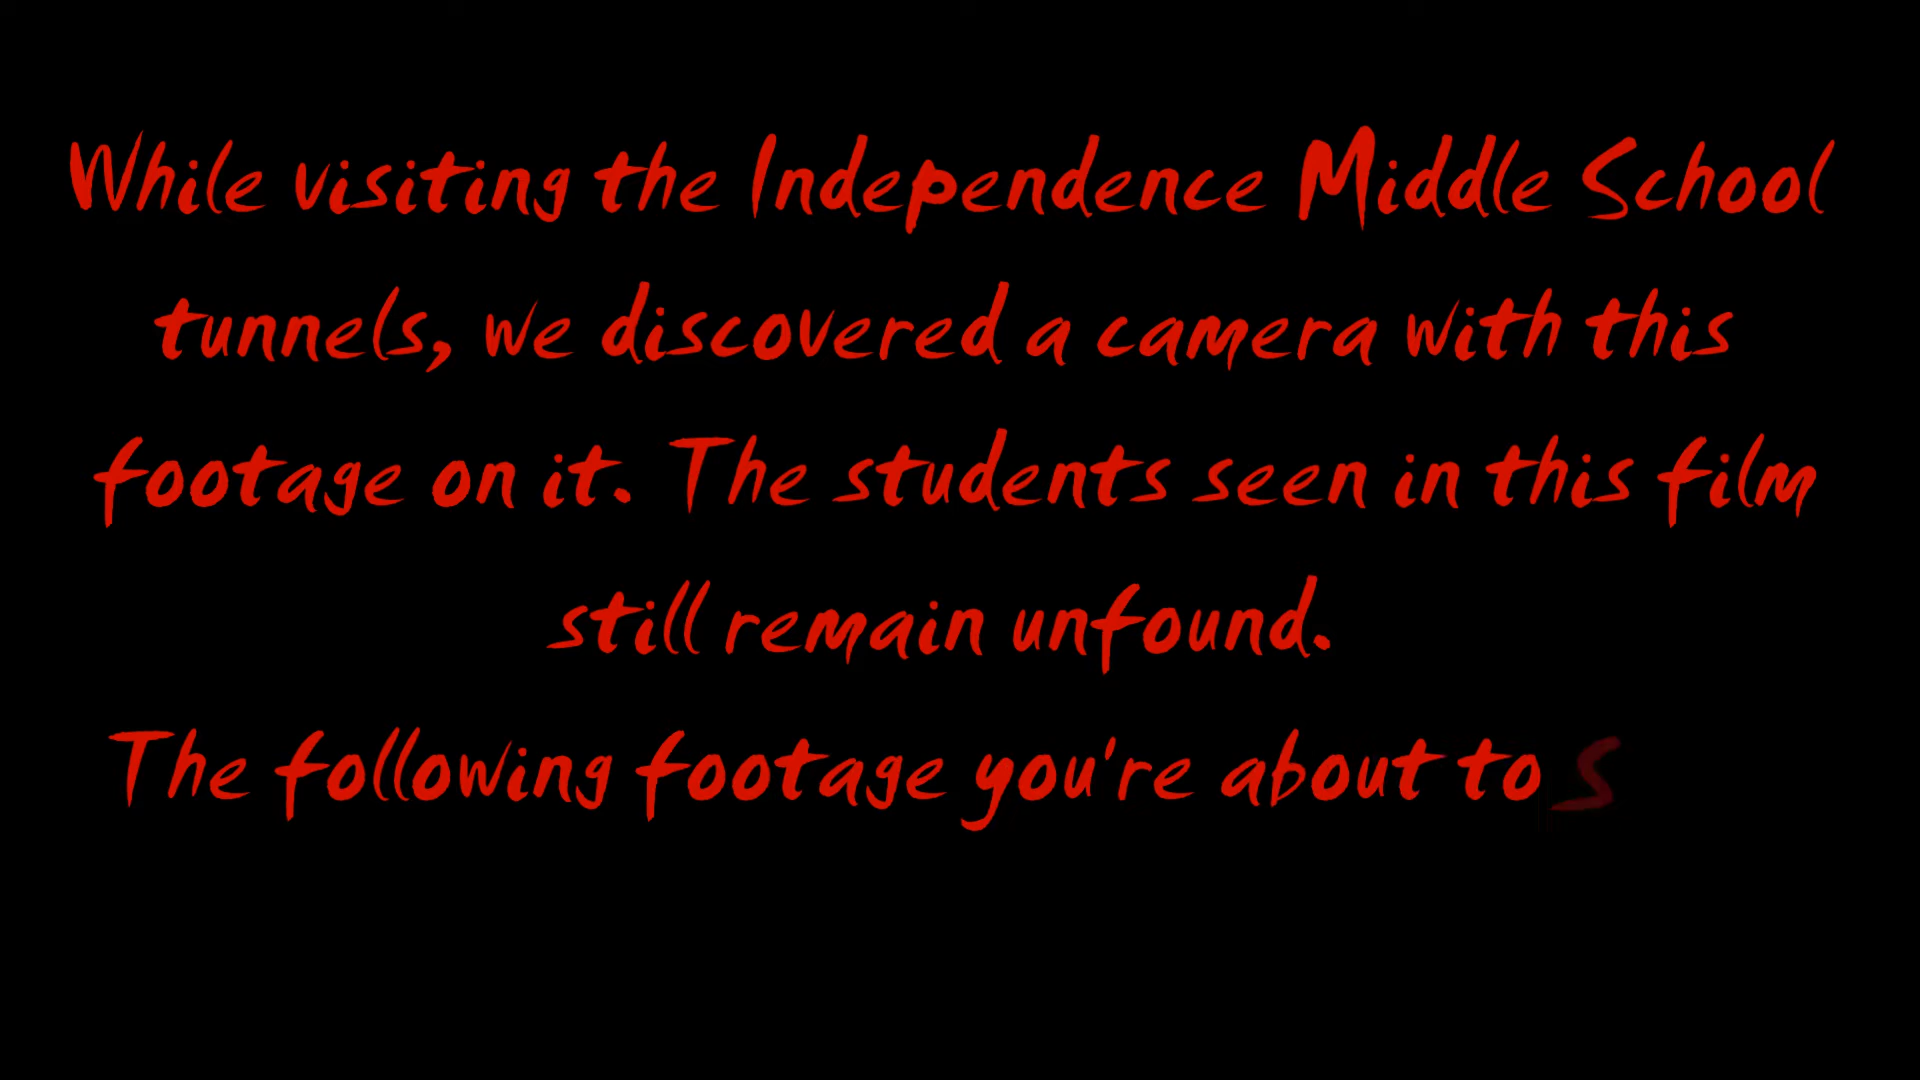 While visiting the Independence Middle School
tunnels, we discovered a camera with this
footage on it. The students seen in this film
still remain unfound.
The following footage you're about to s